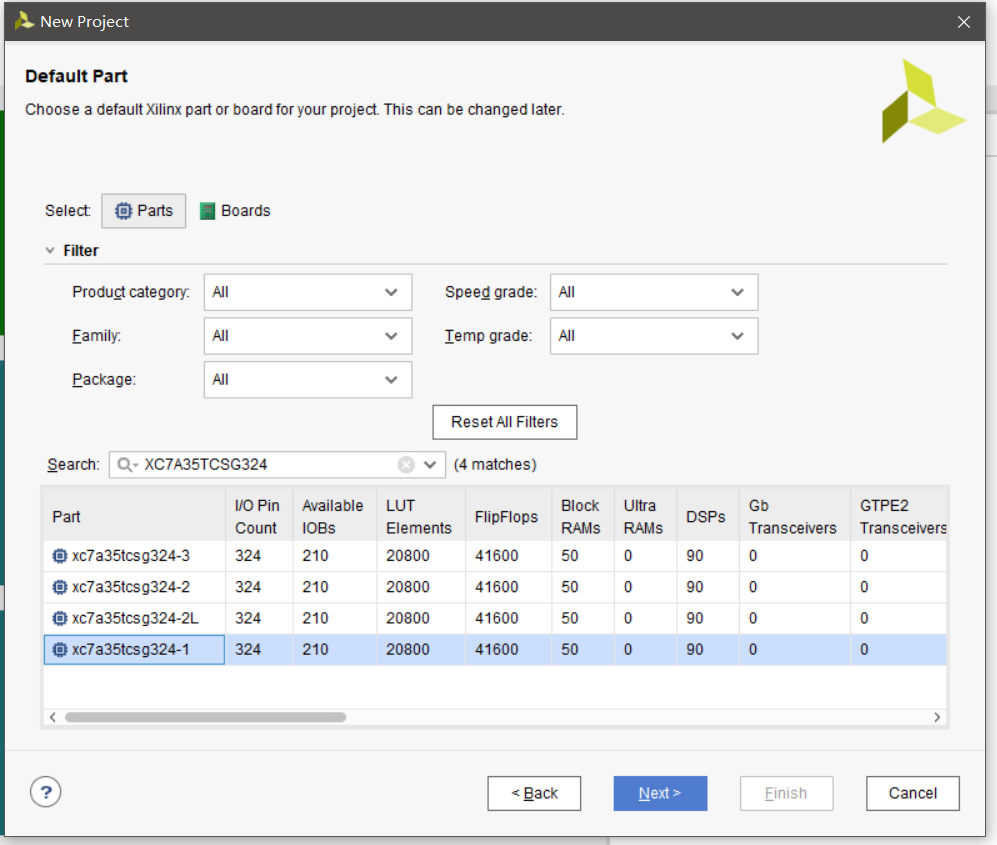 New Project
Default Part
Choose a default Xilinx part or board for your project. This can be changed later.
Select: Parts Boards
Filter
Product category: All Speed grade: All
Family: All Temp grade: All
Package: All
Reset All Filters
Search: XC7A35TCSG324 (4 matches)
Part I/O Pin Count Available IOBs LUT Elements FlipFlops Block RAMs Ultra RAMs DSPs Gb Transceivers GTPE2 Transceivers
xc7a35tcsg324-3 324 210 20800 41600 50 0 90 0 0
xc7a35tcsg324-2 324 210 20800 41600 50 0 90 0 0
xc7a35tcsg324-2L 324 210 20800 41600 50 0 90 0 0
xc7a35tcsg324-1 324 210 20800 41600 50 0 90 0 0
? < Back Next > Finish Cancel